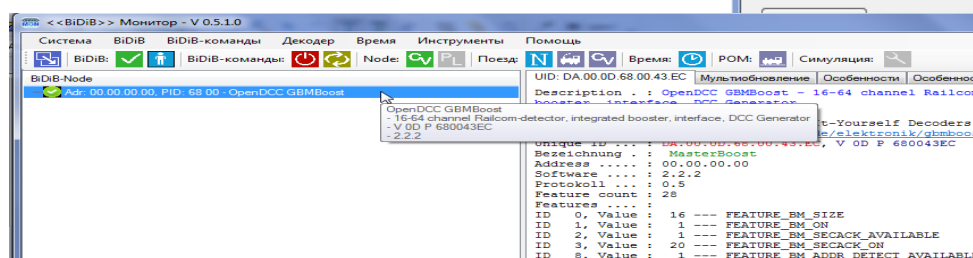 <<BiDiB>> Монитор - V 0.5.1.0
Система BiDiB BiDiB-команды Декодер Время Инструменты Помощь
BiDiB: BiDiB-команды: Node: PL Поезд: N Время: POM: Симуляция:
BiDiB-Node
Adr: 00.00.00.00, PID: 68 00 - OpenDCC GBMBoost
OpenDCC GBMBoost
- 16-64 channel Railcom-detector, integrated booster, interface, DCC Generator
- V 0D P 680043EC
- 2.2.2
UID: DA.00.0D.68.00.43.EC Мультиобновление Особенности Особеннос
Description . : OpenDCC GBMBoost - 16-64 channel Railcom
booster, interface, DCC Generator
t-Yourself Decoders
e/elektronik/gbmboos
Unique ID ... : DA.00.0D.68.00.43.EC, V 0D P 680043EC
Bezeichnung . : MasterBoost
Address ..... : 00.00.00.00
Software .... : 2.2.2
Protokoll ... : 0.5
Feature count : 28
Features .... :
ID 0, Value : 16 --- FEATURE_BM_SIZE
ID 1, Value : 1 --- FEATURE_BM_ON
ID 2, Value : 1 --- FEATURE_BM_SECACK_AVAILABLE
ID 3, Value : 20 --- FEATURE_BM_SECACK_ON
ID 8, Value : 1 --- FEATURE_BM_ADDR_DETECT_AVAILABL